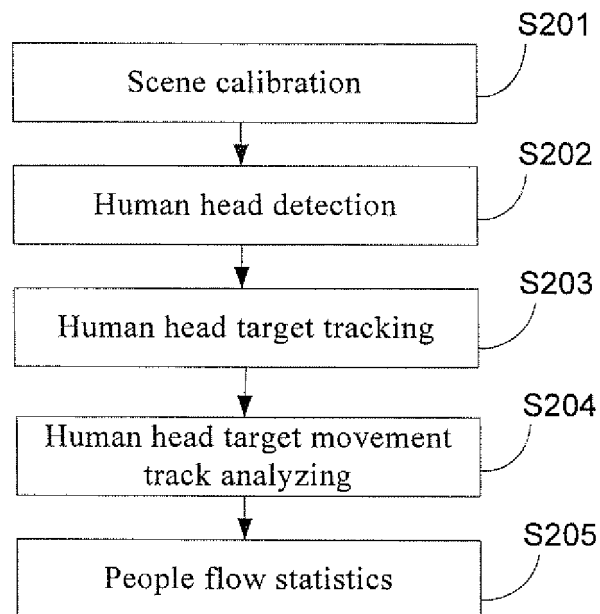 S201
Scene calibration
S202
Human head detection
S203
Human head target tracking
S204
Human head target movement
track analyzing
S205
People flow statistics